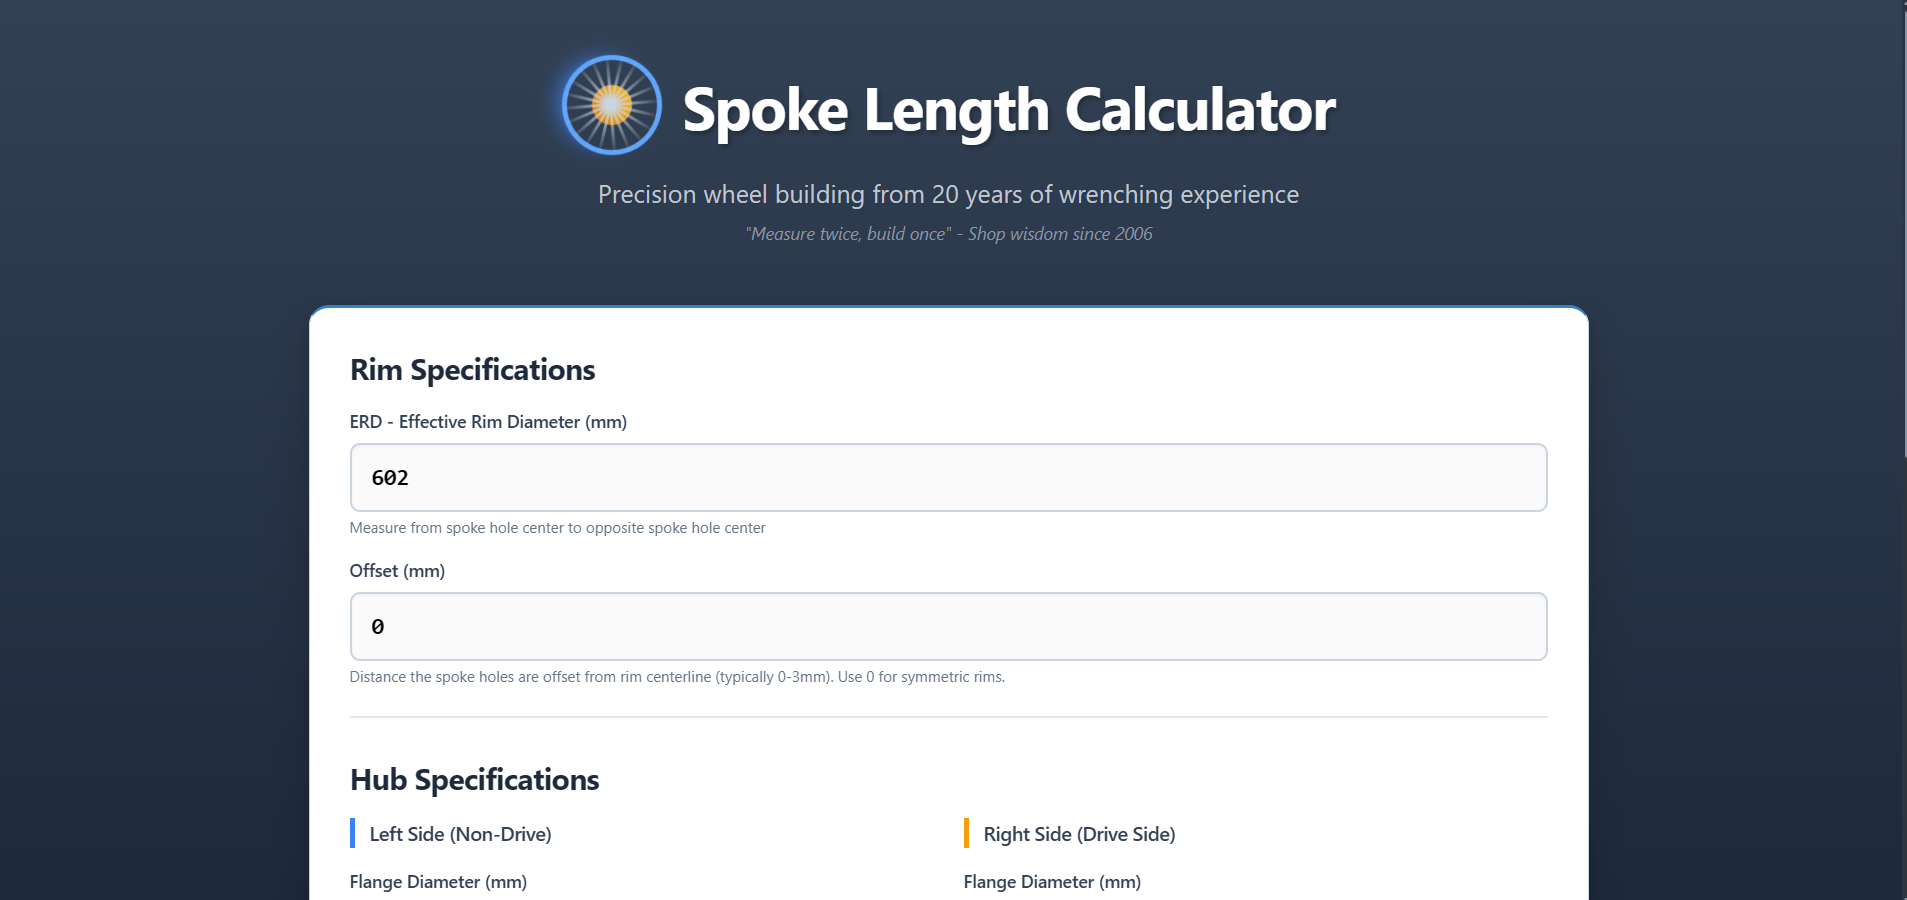 Spoke Length Calculator
Precision wheel building from 20 years of wrenching experience
"Measure twice, build once" - Shop wisdom since 2006
Rim Specifications
ERD - Effective Rim Diameter (mm)
602
Measure from spoke hole center to opposite spoke hole center
Offset (mm)
0
Distance the spoke holes are offset from rim centerline (typically 0-3mm). Use 0 for symmetric rims.
Hub Specifications
Left Side (Non-Drive)
Flange Diameter (mm)
Right Side (Drive Side)
Flange Diameter (mm)